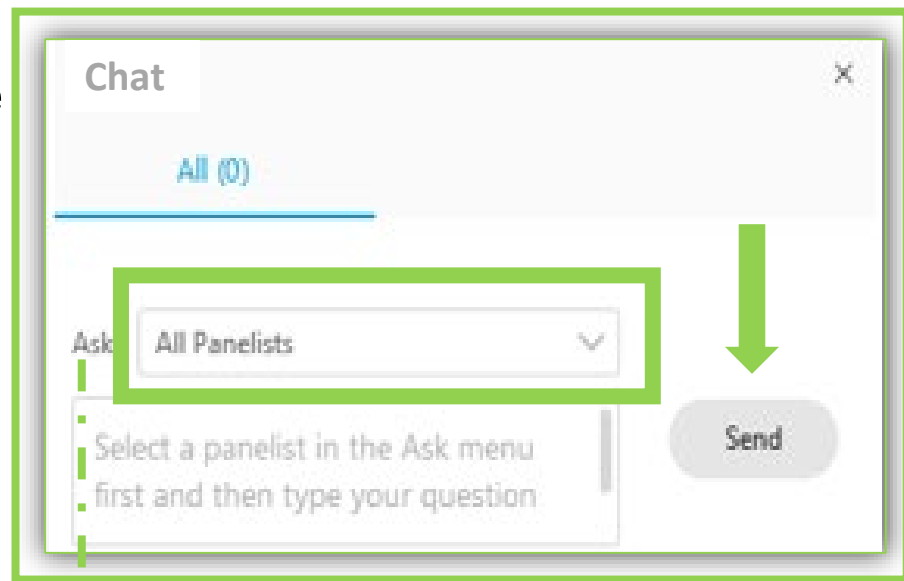 Chat
All (0)
Ask
All Panelists
Select a panelist in the Ask menu
first and then type your question
Send